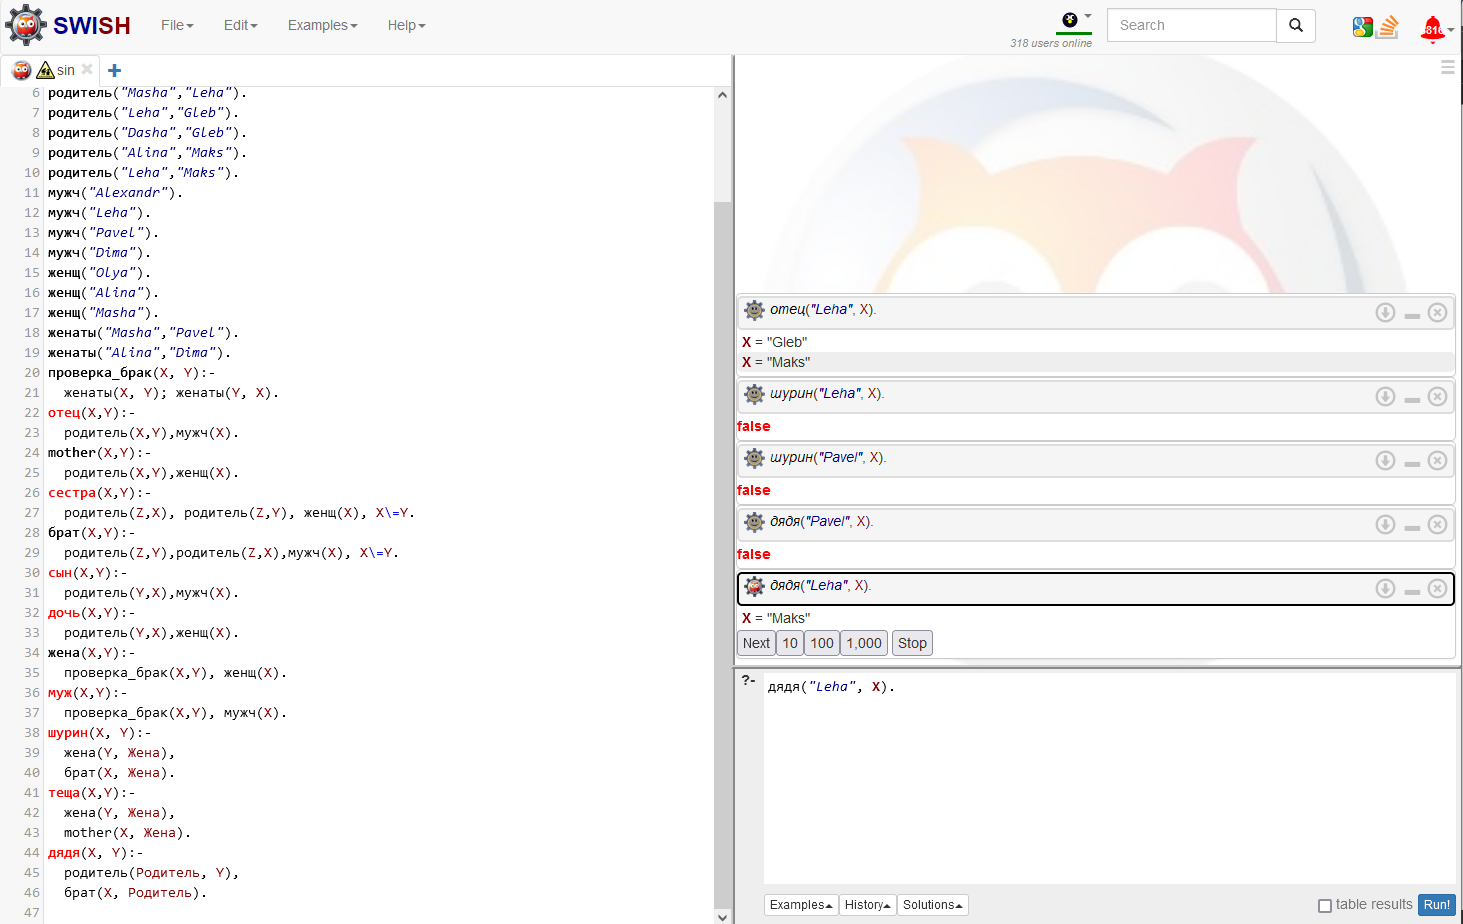 SWISH File Edit Examples Help 318 users online Search 316
sin
6 родитель("Masha","Leha").
7 родитель("Leha","Gleb").
8 родитель("Dasha","Gleb").
9 родитель("Alina","Maks").
10 родитель("Leha","Maks").
11 мужч("Alexandr").
12 мужч("Leha").
13 мужч("Pavel").
14 мужч("Dima").
15 женщ("Olya").
16 женщ("Alina").
17 женщ("Masha").
18 женаты("Masha","Pavel").
19 женаты("Alina","Dima").
20 проверка_брак(X, Y):-
21 женаты(X, Y); женаты(Y, X).
22 отец(X,Y):-
23 родитель(X,Y),мужч(X).
24 mother(X,Y):-
25 родитель(X,Y),женщ(X).
26 сестра(X,Y):-
27 родитель(Z,X), родитель(Z,Y), женщ(X), X\=Y.
28 брат(X,Y):-
29 родитель(Z,Y),родитель(Z,X),мужч(X), X\=Y.
30 сын(X,Y):-
31 родитель(Y,X),мужч(X).
32 дочь(X,Y):-
33 родитель(Y,X),женщ(X).
34 жена(X,Y):-
35 проверка_брак(X,Y), женщ(X).
36 муж(X,Y):-
37 проверка_брак(X,Y), мужч(X).
38 шурин(X, Y):-
39 жена(Y, Жена),
40 брат(X, Жена).
41 теща(X,Y):-
42 жена(Y, Жена),
43 mother(X, Жена).
44 дядя(X, Y):-
45 родитель(Родитель, Y),
46 брат(X, Родитель).
47
отец("Leha", X).
X = "Gleb"
X = "Maks"
шурин("Leha", X).
false
шурин("Pavel", X).
false
дядя("Pavel", X).
false
дядя("Leha", X).
X = "Maks"
Next 10 100 1,000 Stop
?- дядя("Leha", X).
Examples History Solutions table results Run!